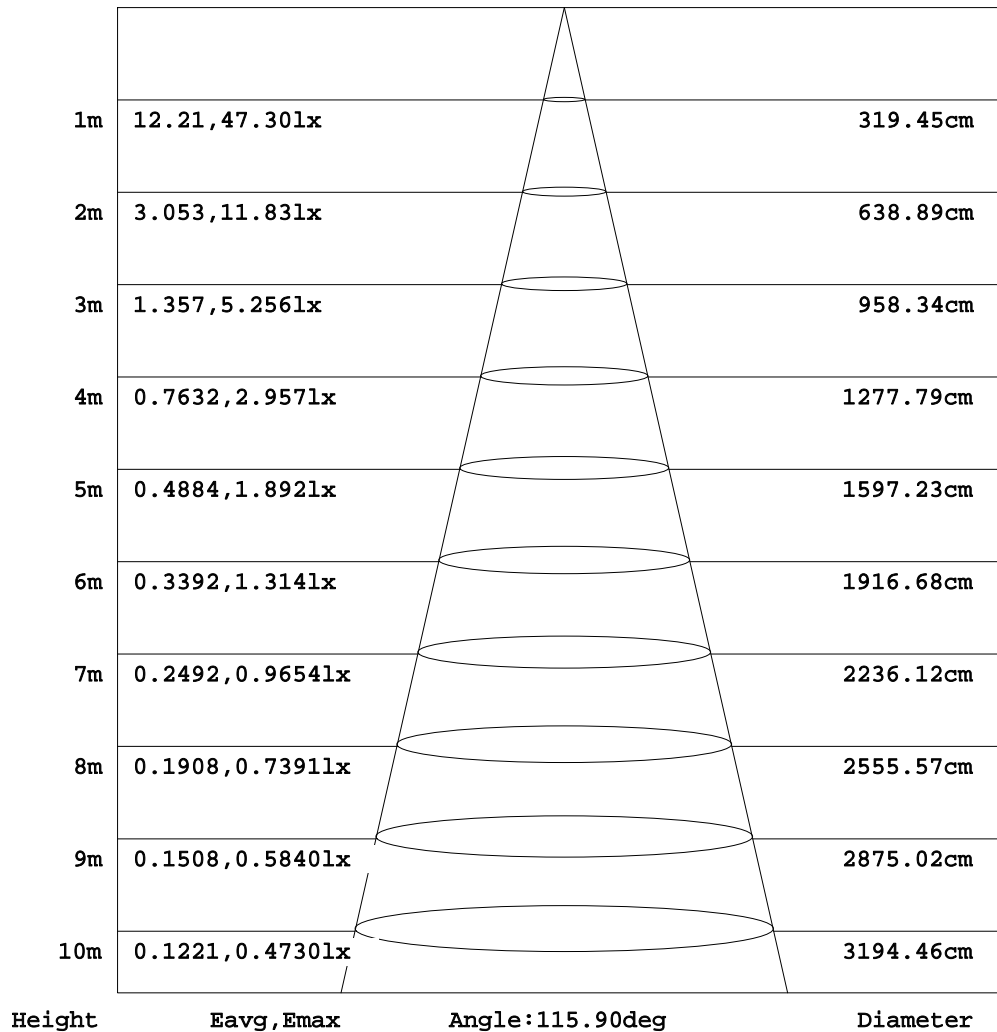 1m 12.21,47.30lx 319.45cm
2m 3.053,11.83lx 638.89cm
3m 1.357,5.256lx 958.34cm
4m 0.7632,2.957lx 1277.79cm
5m 0.4884,1.892lx 1597.23cm
6m 0.3392,1.314lx 1916.68cm
7m 0.2492,0.9654lx 2236.12cm
8m 0.1908,0.7391lx 2555.57cm
9m 0.1508,0.5840lx 2875.02cm
10m 0.1221,0.4730lx 3194.46cm
Height Eavg,Emax Angle:115.90deg Diameter